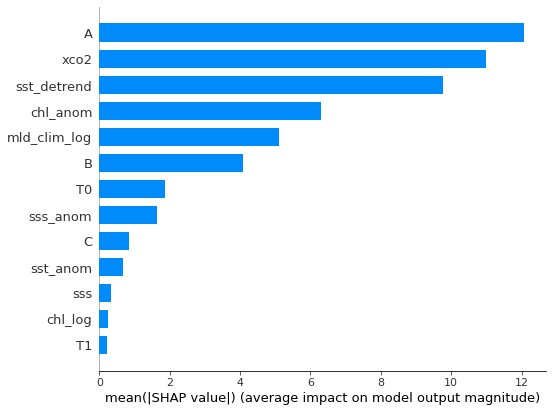 A
xco2
sst_detrend
chl_anom
mld_clim_log
B
T0
sss_anom
C
sst_anom
sss
chl_log
T1
0 2 4 6 8 10 12
mean(|SHAP value|) (average impact on model output magnitude)